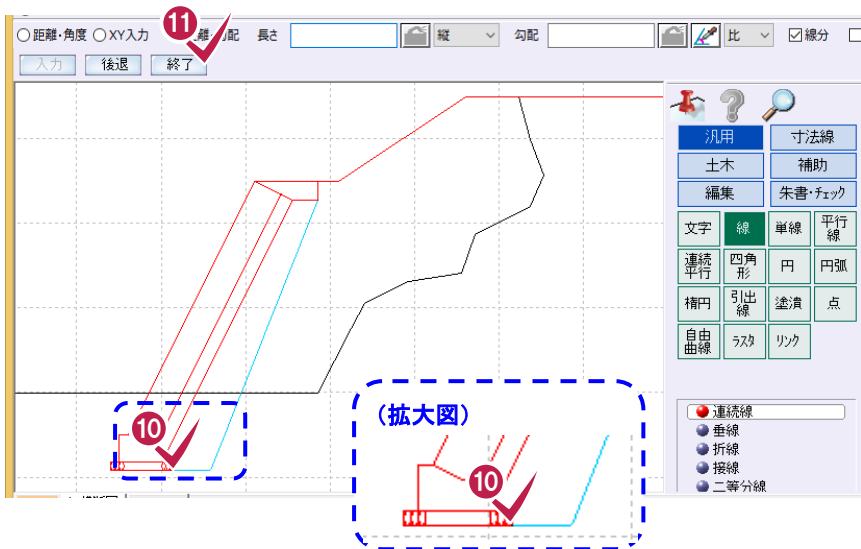 ⑪
距離・角度 XY入力 長さ 縦 勾配 比 線分
入力 後退 終了
汎用 寸法線
土木 補助
編集 朱書・チェック
文字 線 単線 平行線
連続平行 四角形 円 円弧
楕円 引出線 塗潰 点
自由曲線 ラスタ リンク
連続線
垂線
折線
接線
二等分線
⑩
(拡大図)
⑩